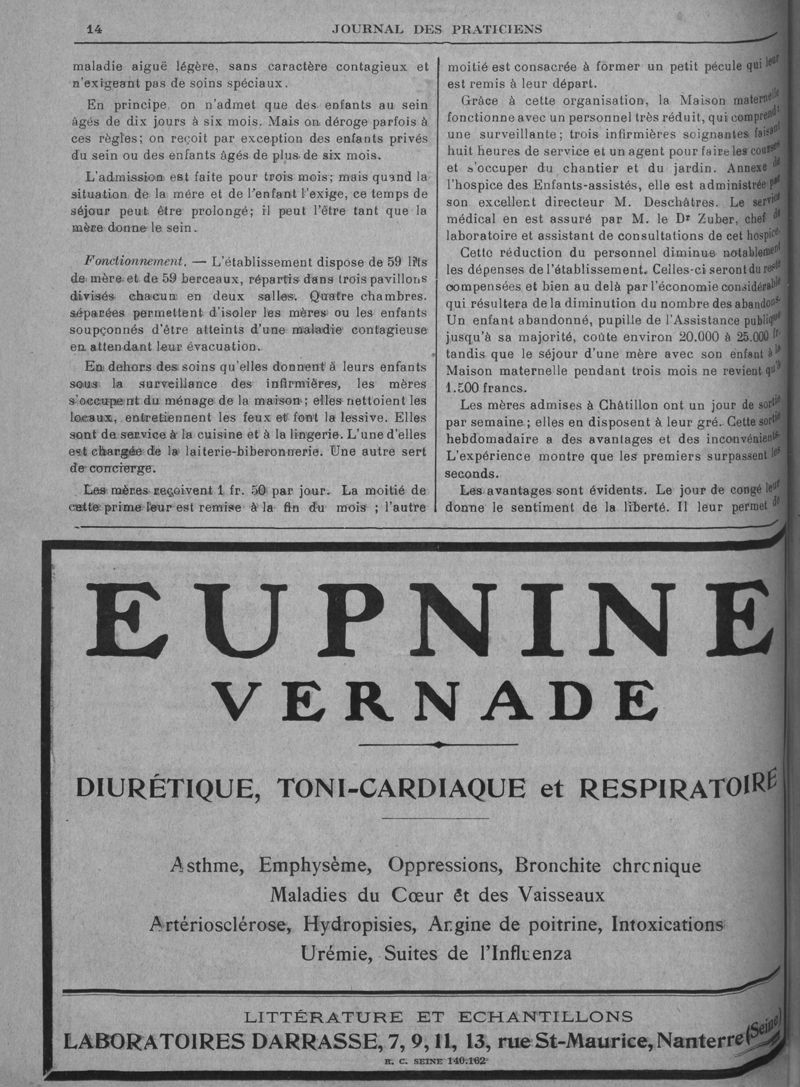 14
JOURNAL DES PRATICIENS
maladie aiguë légère, sans caractère contagieux et
n'exigeant pas de soins spéciaux.
En principe on n'admet que des enfants au sein
âgés de dix jours à six mois. Mais on déroge parfois à
ces règles; on reçoit par exception des enfants privés
du sein ou des enfants âgés de plus de six mois.
L'admission est faite pour trois mois; mais quand la
situation de la mère et de l'enfant l'exige, ce temps de
séjour peut être prolongé; il peut l'être tant que la
mère donne le sein.
Fonctionnement. — L'établissement dispose de 59 lits
de mère et de 59 berceaux, répartis dans trois pavillons
divisés chacun en deux salles. Quatre chambres.
séparées permettent d'isoler les mères ou les enfants
soupçonnés d'être atteints d'une maladie contagieuse
en attendant leur évacuation.
En dehors des soins qu'elles donnent à leurs enfants
sous la surveillance des infirmières, les mères
s'occupent du ménage de la maison; elles nettoient les
locaux, entretiennent les feux et font la lessive. Elles
sont de service à la cuisine et à la lingerie. L'une d'elles
est chargée de la laiterie-biberonnerie. Une autre sert
de concierge.
Les mères reçoivent 1 fr. 50 par jour. La moitié de
cette prime leur est remise à la fin du mois ; l'autre
moitié est consacrée à former un petit pécule qui leur
est remis à leur départ.
Grâce à cette organisation, la Maison maternelle
fonctionne avec un personnel très réduit, qui comprend:
une surveillante; trois infirmières soignantes faisant
huit heures de service et un agent pour faire les courses
et s'occuper du chantier et du jardin. Annexe de
l'hospice des Enfants-assistés, elle est administrée par
son excellent directeur M. Deschâtres. Le service
médical en est assuré par M. le Dr Zuber, chef de
laboratoire et assistant de consultations de cet hospice.
Cette réduction du personnel diminue notablement
les dépenses de l'établissement. Celles-ci seront du reste
compensées et bien au delà par l'économie considérable
qui résultera de la diminution du nombre des abandons.
Un enfant abandonné, pupille de l'Assistance publique
jusqu'à sa majorité, coûte environ 20.000 à 25.000 fr.
tandis que le séjour d'une mère avec son enfant à la
Maison maternelle pendant trois mois ne revient qu'à
1.500 francs.
Les mères admises à Châtillon ont un jour de sortie
par semaine; elles en disposent à leur gré. Cette sortie
hebdomadaire a des avantages et des inconvénients.
L'expérience montre que les premiers surpassent les
seconds.
Les avantages sont évidents. Le jour de congé leur
donne le sentiment de la liberté. Il leur permet de
EUPNINE
VERNADE
DIURÉTIQUE, TONI-CARDIAQUE et RESPIRATOIRE
Asthme, Emphysème, Oppressions, Bronchite chronique
Maladies du Cœur et des Vaisseaux
Artériosclérose, Hydropisies, Angine de poitrine, Intoxications
Urémie, Suites de l'Influenza
LITTÉRATURE ET ECHANTILLONS
LABORATOIRES DARRASSE, 7, 9, 11, 13, rue St-Maurice, Nanterre (Seine)
R. C. SEINE 140.162